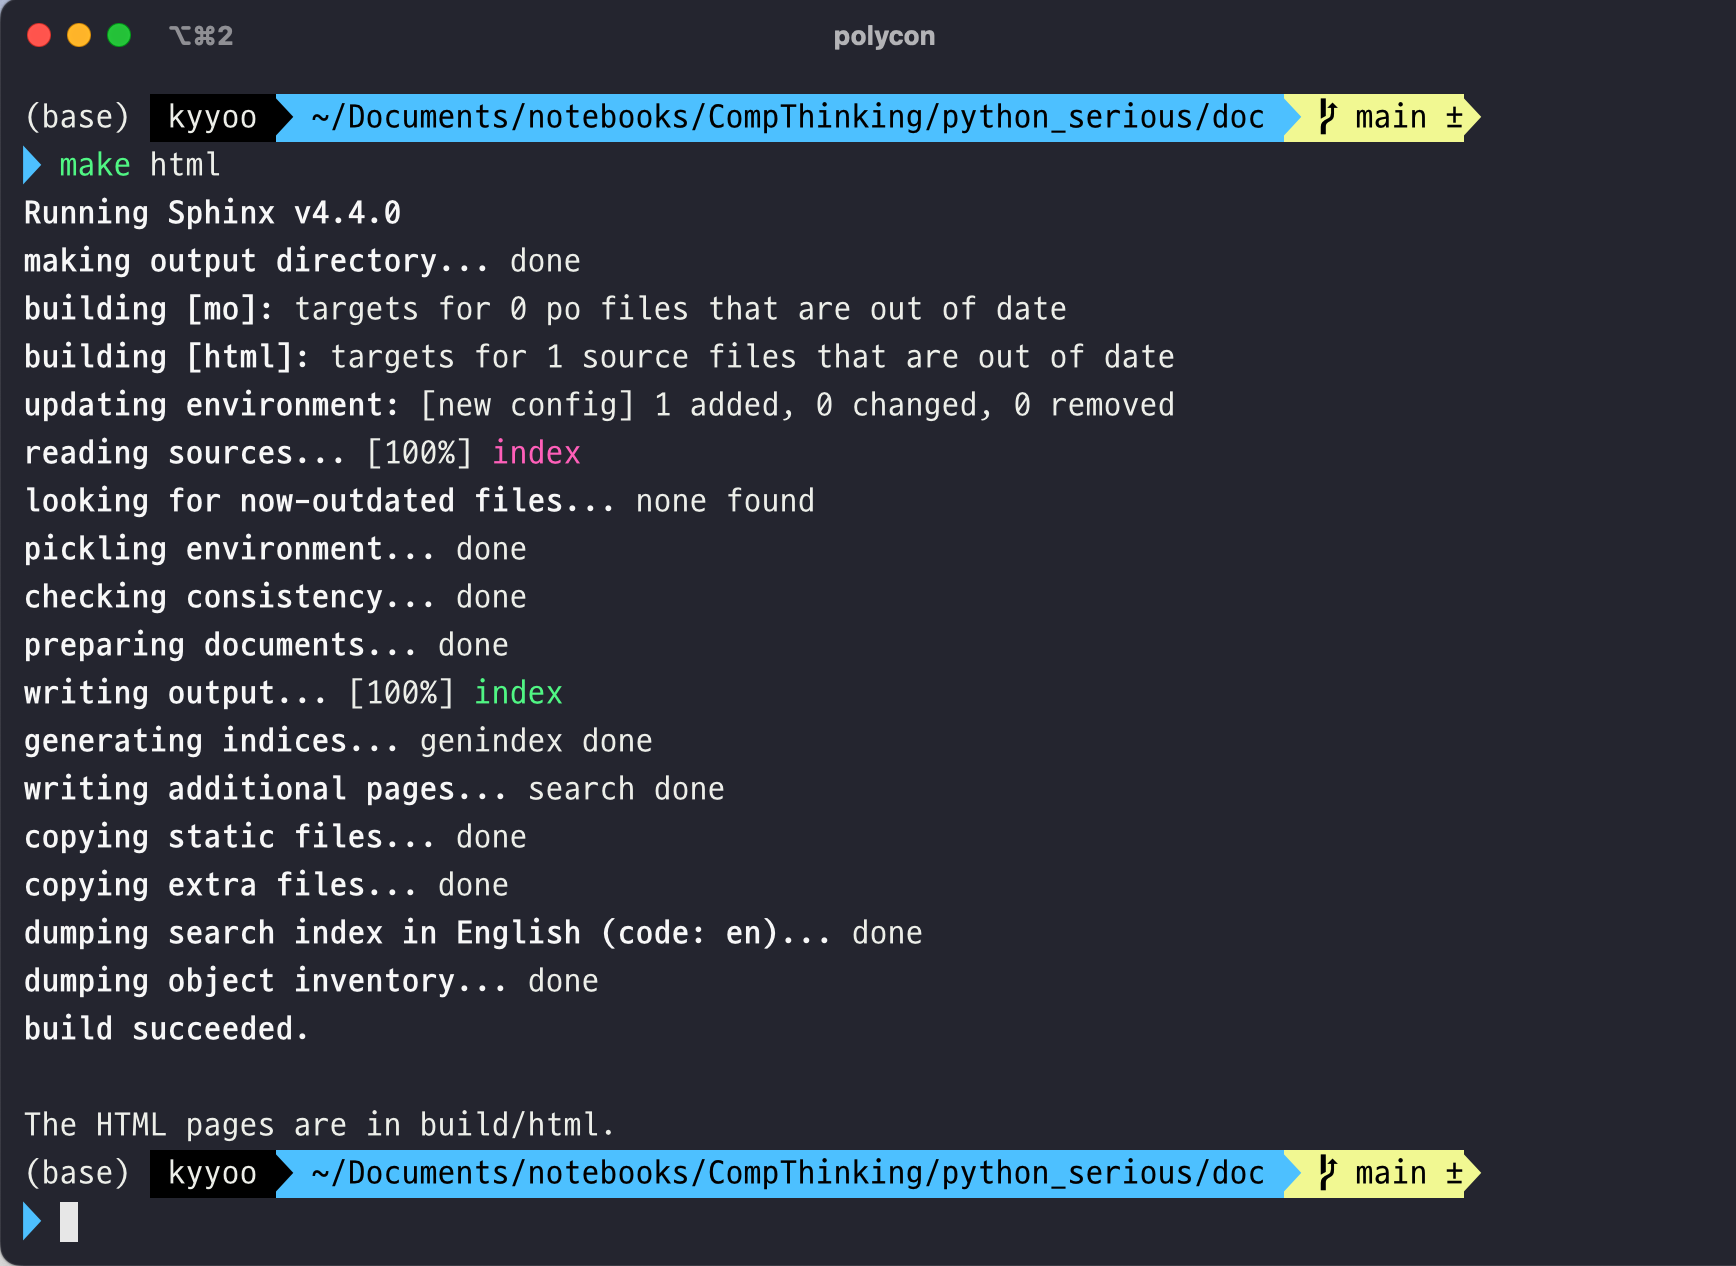 ⌥⌘2
polycon
(base) kyyoo ~/Documents/notebooks/CompThinking/python_serious/doc main ±
make html
Running Sphinx v4.4.0
making output directory... done
building [mo]: targets for 0 po files that are out of date
building [html]: targets for 1 source files that are out of date
updating environment: [new config] 1 added, 0 changed, 0 removed
reading sources... [100%] index
looking for now-outdated files... none found
pickling environment... done
checking consistency... done
preparing documents... done
writing output... [100%] index
generating indices... genindex done
writing additional pages... search done
copying static files... done
copying extra files... done
dumping search index in English (code: en)... done
dumping object inventory... done
build succeeded.
The HTML pages are in build/html.
(base) kyyoo ~/Documents/notebooks/CompThinking/python_serious/doc main ±